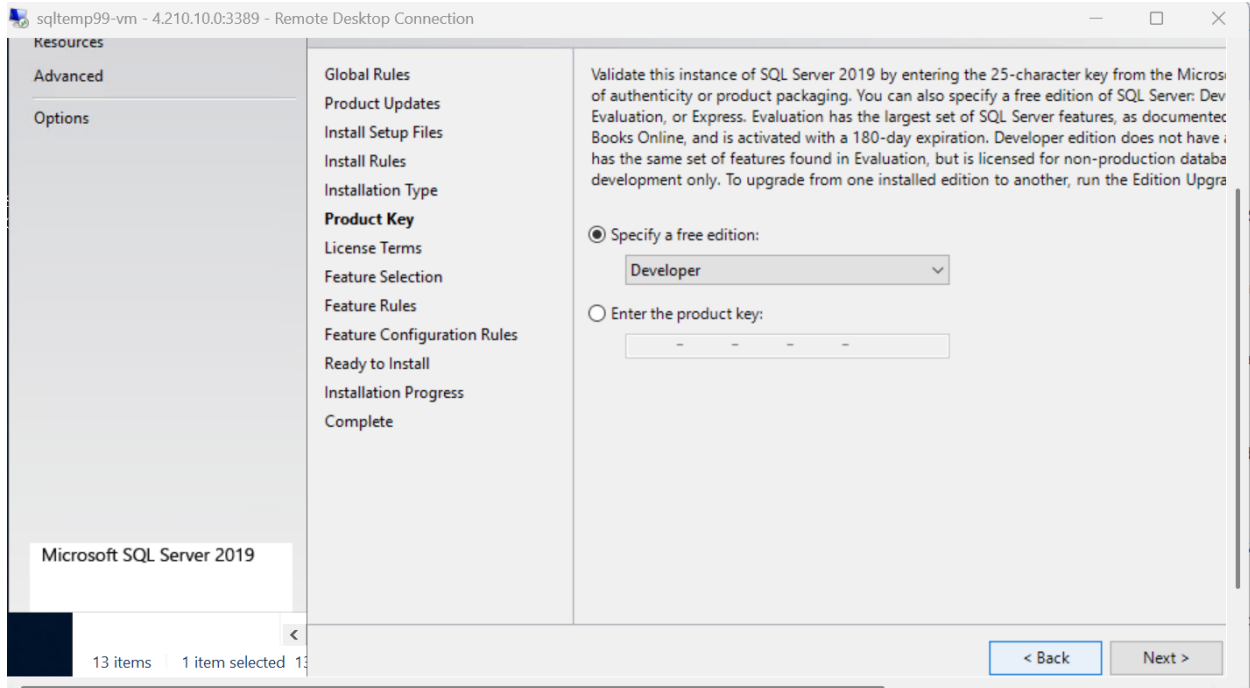 sqltemp99-vm - 4.210.10.0:3389 - Remote Desktop Connection
Resources
Advanced
Options
Microsoft SQL Server 2019
13 items 1 item selected
Global Rules
Product Updates
Install Setup Files
Install Rules
Installation Type
Product Key
License Terms
Feature Selection
Feature Rules
Feature Configuration Rules
Ready to Install
Installation Progress
Complete
Validate this instance of SQL Server 2019 by entering the 25-character key from the
of authenticity or product packaging. You can also specify a free edition of SQL Server:
Evaluation, or Express. Evaluation has the largest set of SQL Server features, as documented
Books Online, and is activated with a 180-day expiration. Developer edition does not have
has the same set of features found in Evaluation, but is licensed for non-production
development only. To upgrade from one installed edition to another, run the Edition
Specify a free edition:
Developer
Enter the product key:
- - - -
< Back
Next >